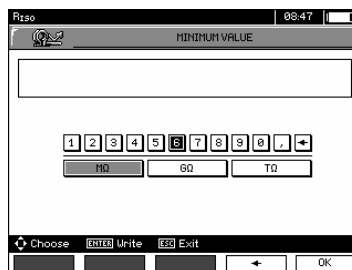 Riso 08:47
MINIMUM VALUE
1 2 3 4 5 6 7 8 9 0 ,
MΩ GΩ TΩ
Choose ENTER Write ESC Exit
OK